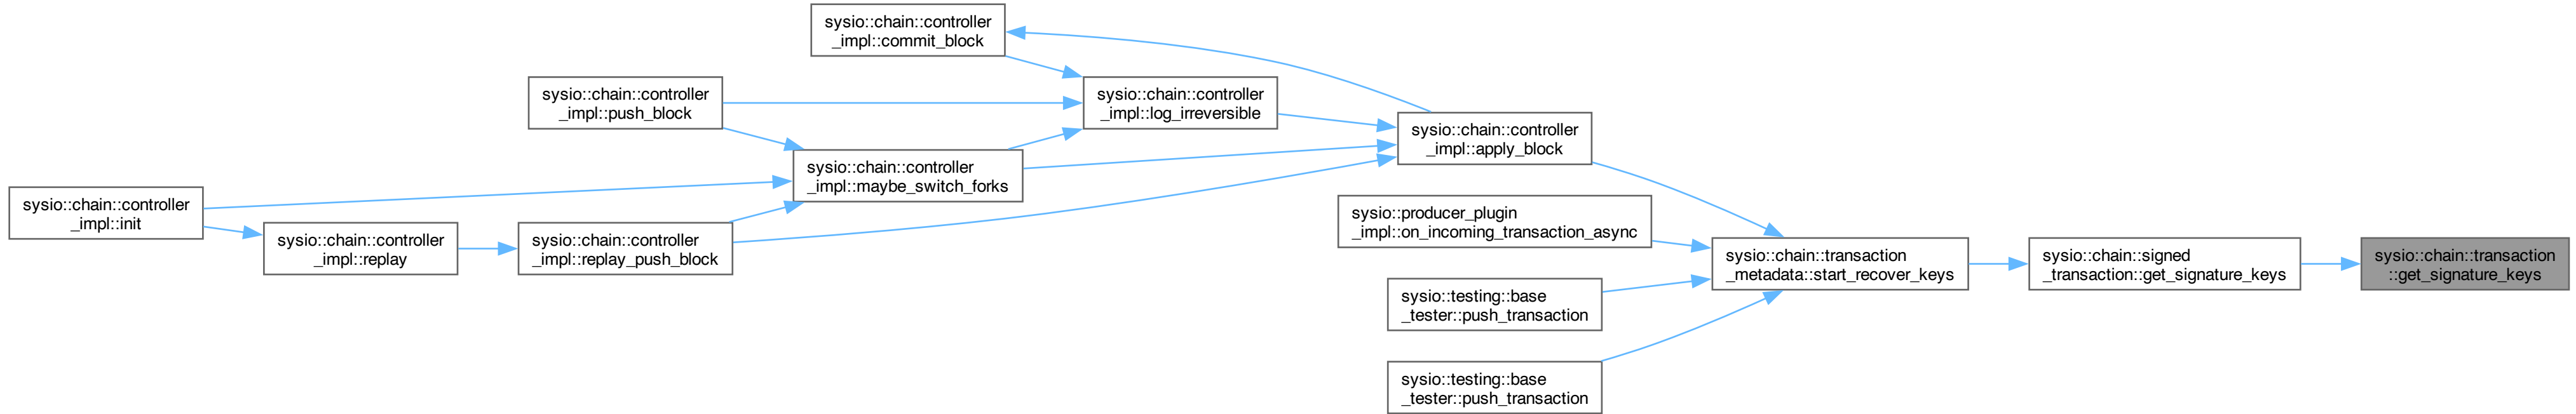 sysio::chain::controller
_impl::commit_block
sysio::chain::controller
_impl::push_block
sysio::chain::controller
_impl::log_irreversible
sysio::chain::controller
_impl::apply_block
sysio::chain::controller
_impl::maybe_switch_forks
sysio::chain::controller
_impl::init
sysio::chain::controller
_impl::replay
sysio::chain::controller
_impl::replay_push_block
sysio::producer_plugin
_impl::on_incoming_transaction_async
sysio::chain::transaction
_metadata::start_recover_keys
sysio::chain::signed
_transaction::get_signature_keys
sysio::chain::transaction
::get_signature_keys
sysio::testing::base
_tester::push_transaction
sysio::testing::base
_tester::push_transaction